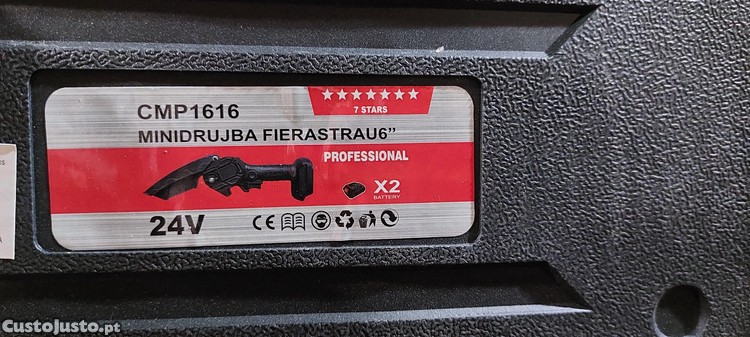 CMP1616
7 STARS
MINIDRUJBA FIERASTRAU6”
PROFESSIONAL
X2
BATTERY
24V
CE
CustoJusto.pt